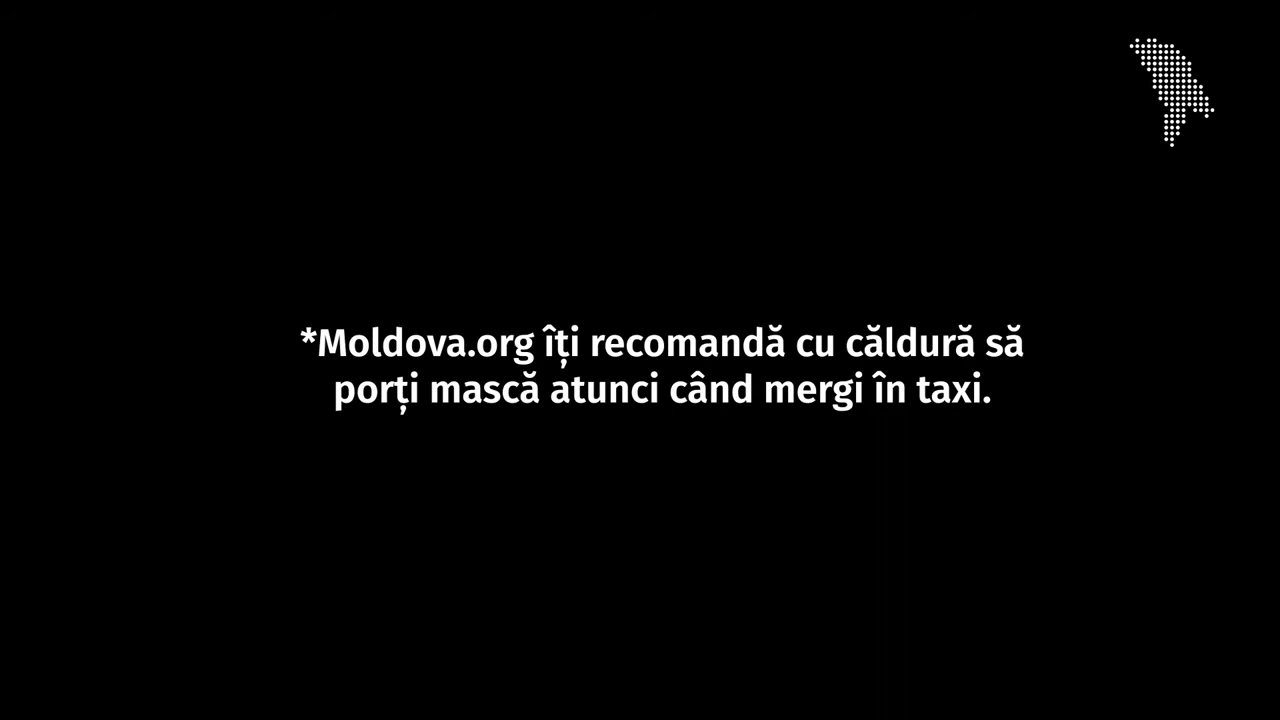 *Moldova.org îți recomandă cu căldură să
porți mască atunci când mergi în taxi.